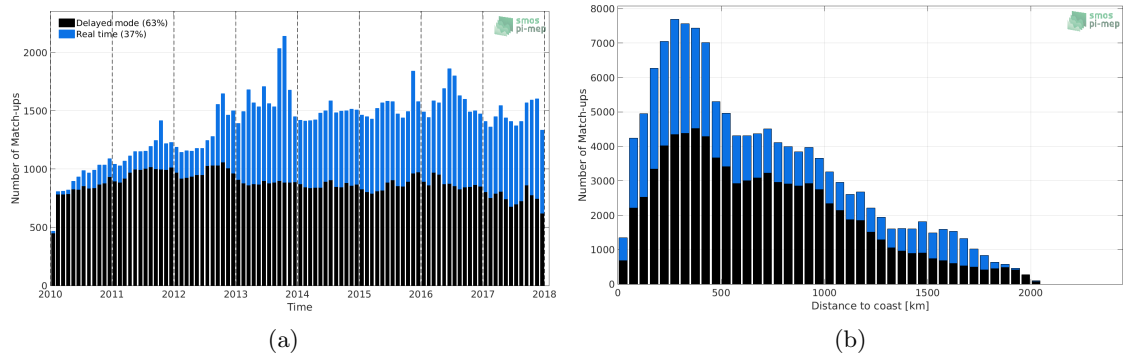 Delayed mode (63%)
Real time (37%)
smos
pi-mep
Number of Match-ups
2000
1500
1000
500
0
2010 2011 2012 2013 2014 2015 2016 2017 2018
Time
(a)
smos
pi-mep
Number of Match-ups
8000
7000
6000
5000
4000
3000
2000
1000
0
0 500 1000 1500 2000
Distance to coast [km]
(b)